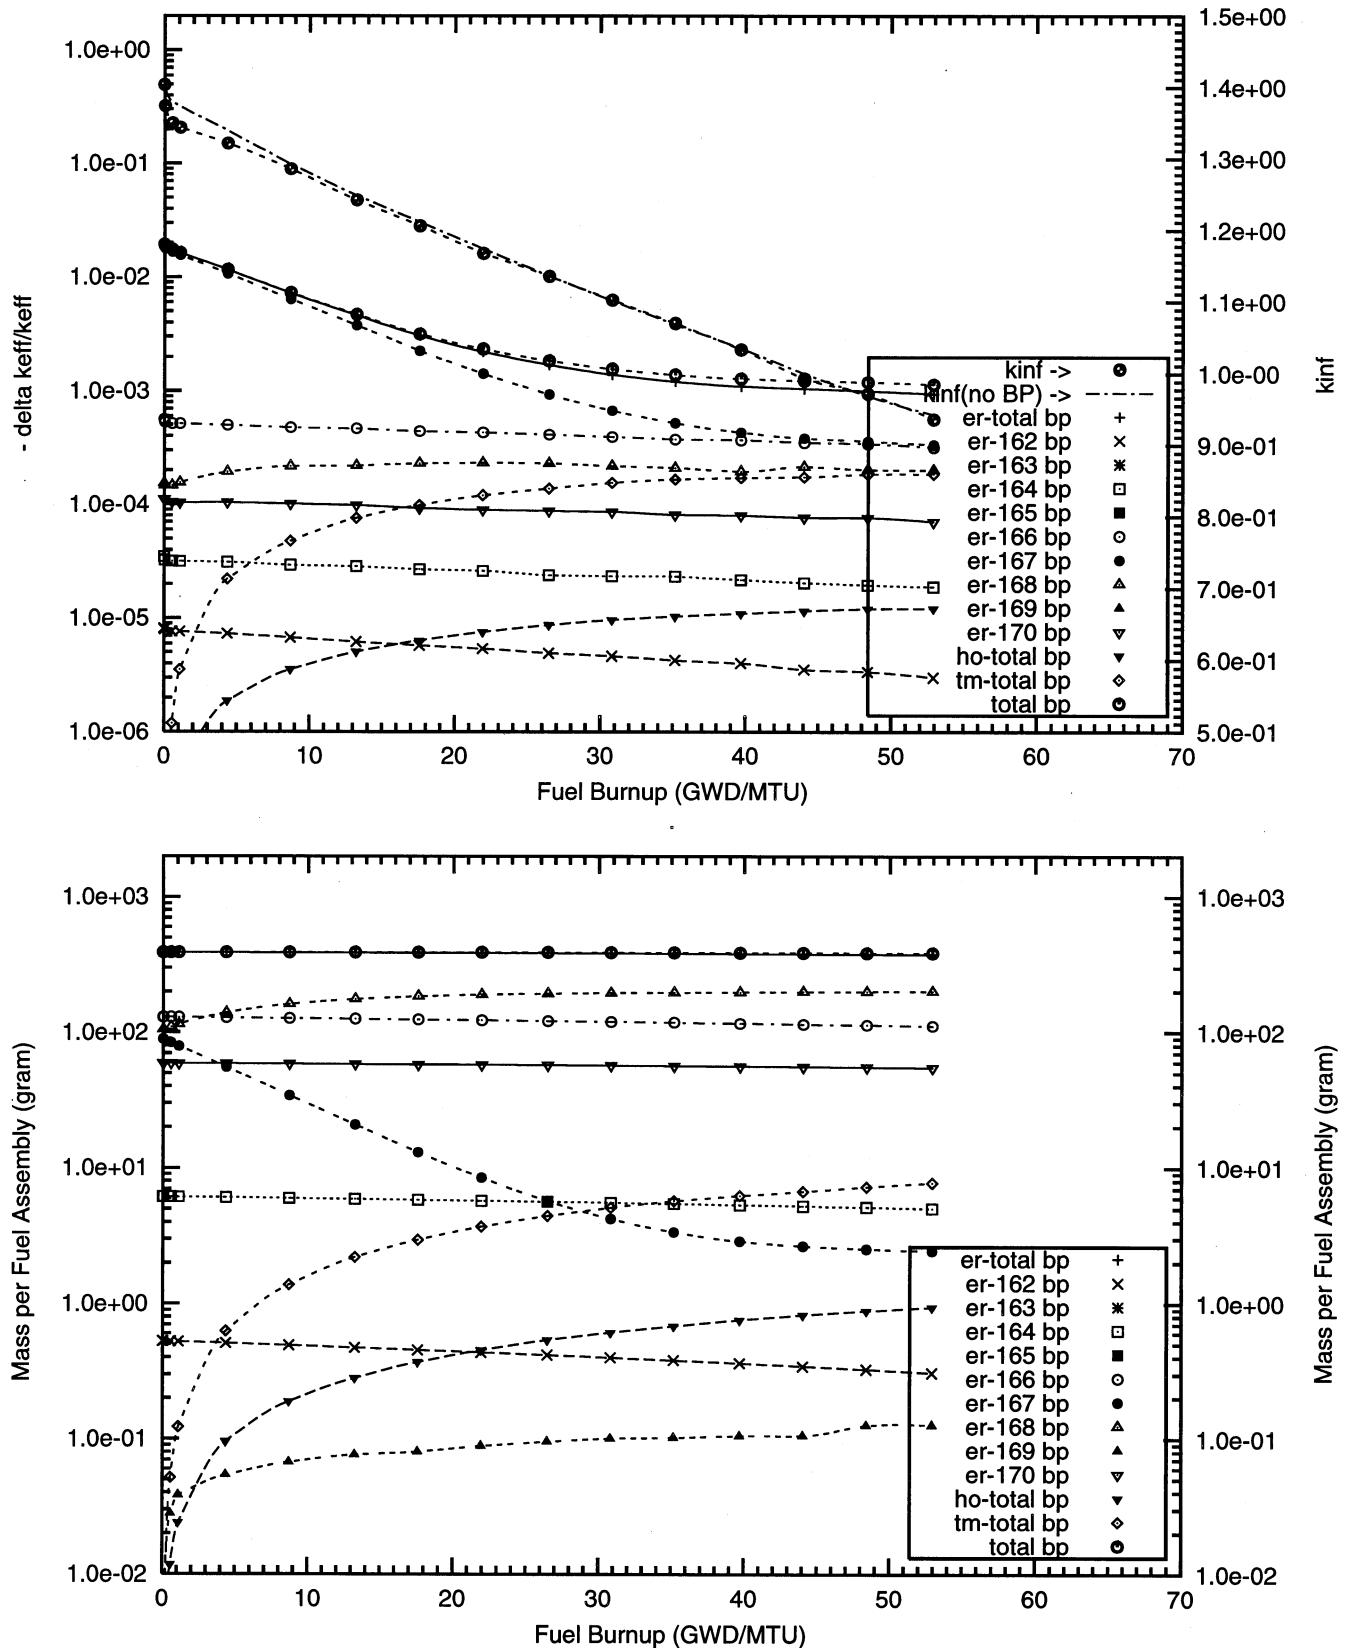 1.5e+00
1.0e+00
1.4e+00
1.0e-01
1.3e+00
1.2e+00
1.0e-02
1.1e+00
- delta keff/keff
kinf
1.0e-03
1.0e-00
kinf ->
kinf(no BP) ->
er-total bp
er-162 bp
9.0e-01
er-163 bp
er-164 bp
1.0e-04
er-165 bp
8.0e-01
er-166 bp
er-167 bp
er-168 bp
7.0e-01
er-169 bp
1.0e-05
er-170 bp
ho-total bp
6.0e-01
tm-total bp
total bp
1.0e-06
5.0e-01
0 10 20 30 40 50 60 70
Fuel Burnup (GWD/MTU)
1.0e+03
1.0e+03
1.0e+02
1.0e+02
Mass per Fuel Assembly (gram)
Mass per Fuel Assembly (gram)
1.0e+01
1.0e+01
er-total bp
er-162 bp
1.0e+00
1.0e+00
er-163 bp
er-164 bp
er-165 bp
er-166 bp
er-167 bp
er-168 bp
1.0e-01
1.0e-01
er-169 bp
er-170 bp
ho-total bp
tm-total bp
total bp
1.0e-02
1.0e-02
0 10 20 30 40 50 60 70
Fuel Burnup (GWD/MTU)